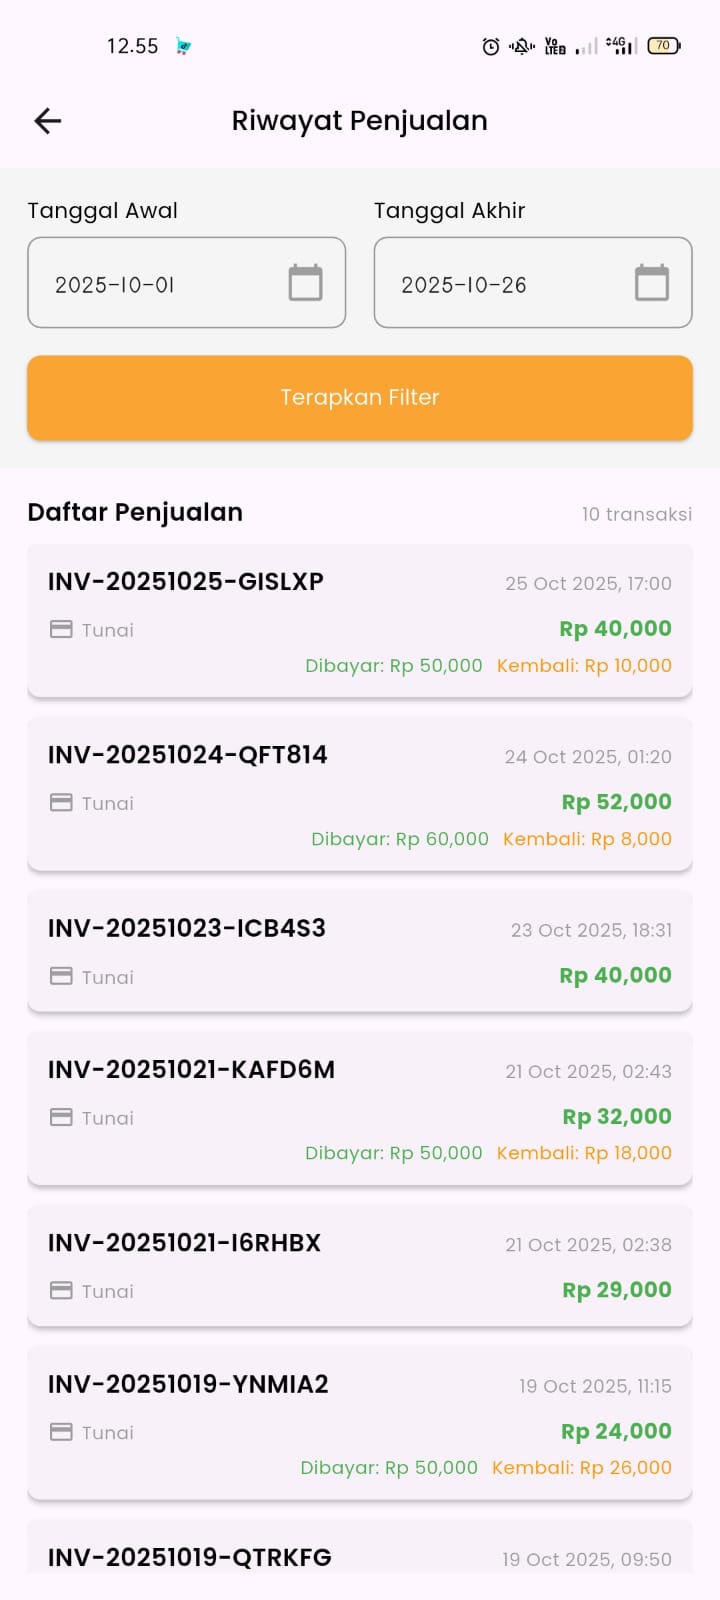 12.55 Vo LTE 4G 70
Riwayat Penjualan
Tanggal Awal Tanggal Akhir
2025-10-01 2025-10-26
Terapkan Filter
Daftar Penjualan 10 transaksi
INV-20251025-GISLXP 25 Oct 2025, 17:00
Tunai Rp 40,000
Dibayar: Rp 50,000 Kembali: Rp 10,000
INV-20251024-QFT814 24 Oct 2025, 01:20
Tunai Rp 52,000
Dibayar: Rp 60,000 Kembali: Rp 8,000
INV-20251023-ICB4S3 23 Oct 2025, 18:31
Tunai Rp 40,000
INV-20251021-KAFD6M 21 Oct 2025, 02:43
Tunai Rp 32,000
Dibayar: Rp 50,000 Kembali: Rp 18,000
INV-20251021-I6RHBX 21 Oct 2025, 02:38
Tunai Rp 29,000
INV-20251019-YNMIA2 19 Oct 2025, 11:15
Tunai Rp 24,000
Dibayar: Rp 50,000 Kembali: Rp 26,000
INV-20251019-QTRKFG 19 Oct 2025, 09:50